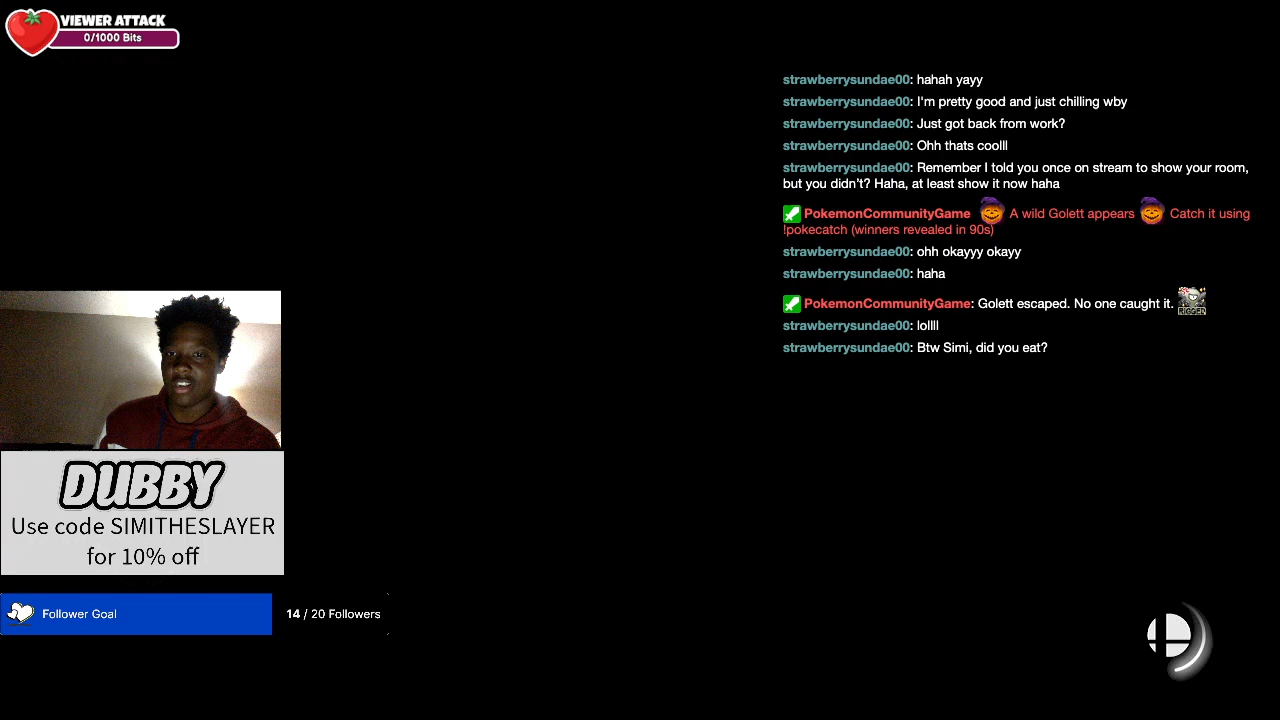 VIEWER ATTACK
0/1000 Bits
strawberrysundae00: hahah yayy
strawberrysundae00: I'm pretty good and just chilling wby
strawberrysundae00: Just got back from work?
strawberrysundae00: Ohh thats coolll
strawberrysundae00: Remember I told you once on stream to show your room,
but you didn't? Haha, at least show it now haha
PokemonCommunityGame A wild Golett appears Catch it using
!pokecatch (winners revealed in 90s)
strawberrysundae00: ohh okayyy okayy
strawberrysundae00: haha
PokemonCommunityGame: Golett escaped. No one caught it. RIGGED
strawberrysundae00: lollll
strawberrysundae00: Btw Simi, did you eat?
DUBBY
Use code SIMITHESLAYER
for 10% off
Follower Goal 14 / 20 Followers